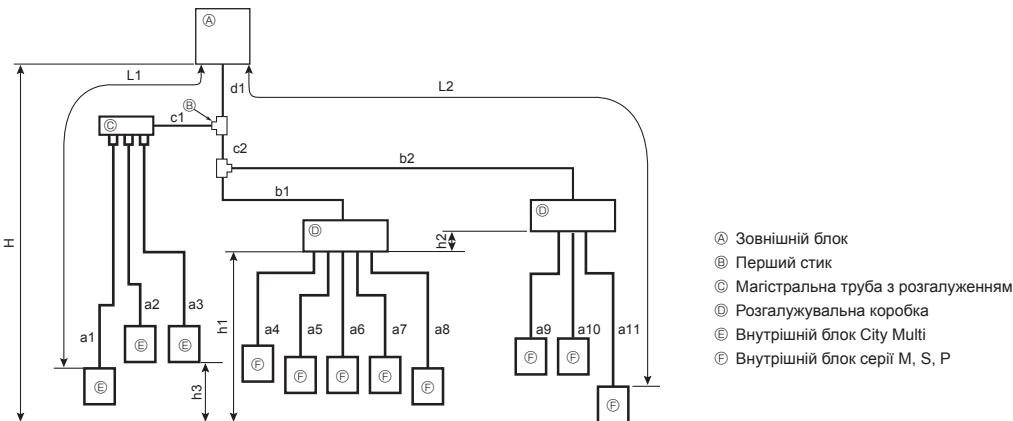 Ⓐ
L1
d1
L2
Ⓑ
Ⓒ
c1
c2
b2
b1
H
Ⓓ
Ⓓ
h2
h1
a1
a2
a3
a4
a5
a6
a7
a8
a9
a10
a11
h3
Ⓔ
Ⓔ
Ⓔ
Ⓕ
Ⓕ
Ⓕ
Ⓕ
Ⓕ
Ⓕ
Ⓕ
Ⓕ
Ⓐ Зовнішній блок
Ⓑ Перший стик
Ⓒ Магістральна труба з розгалуженням
Ⓓ Розгалужувальна коробка
Ⓔ Внутрішній блок City Multi
Ⓕ Внутрішній блок серії M, S, P